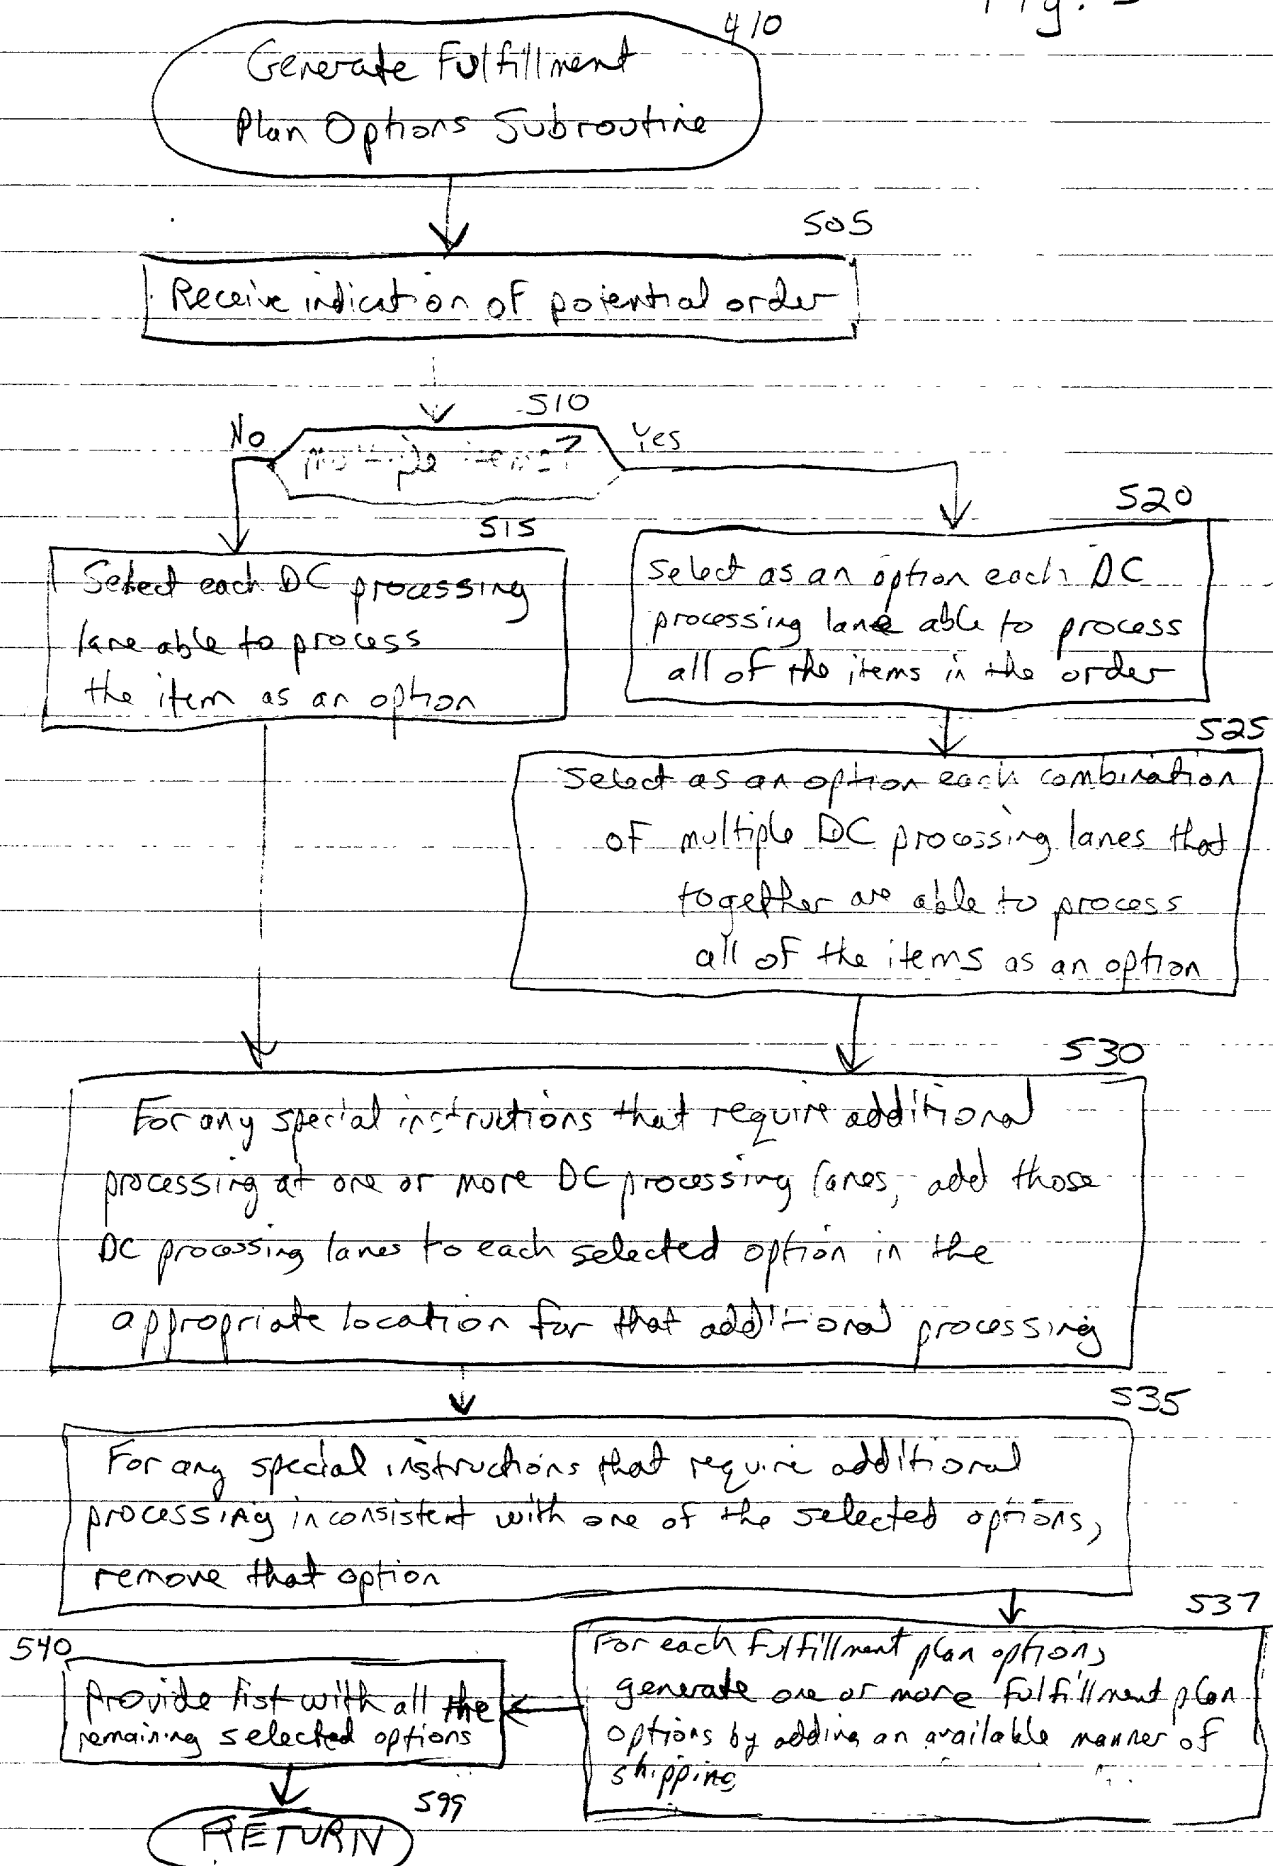 Fig. 5
410
Generate Fulfillment
Plan Options Subroutine
505
Receive indication of potential order
510
No
multiple items?
Yes
515
Select each DC processing
lane able to process
the item as an option
520
Select as an option each DC
processing lane able to process
all of the items in the order
525
Select as an option each combination
of multiple DC processing lanes that
together are able to process
all of the items as an option
530
For any special instructions that require additional
processing at one or more DC processing lanes, add those
DC processing lanes to each selected option in the
appropriate location for that additional processing
535
For any special instructions that require additional
processing inconsistent with one of the selected options,
remove that option
537
For each fulfillment plan options,
generate one or more fulfillment plan
options by adding an available manner of
shipping
540
Provide list with all the
remaining selected options
599
RETURN